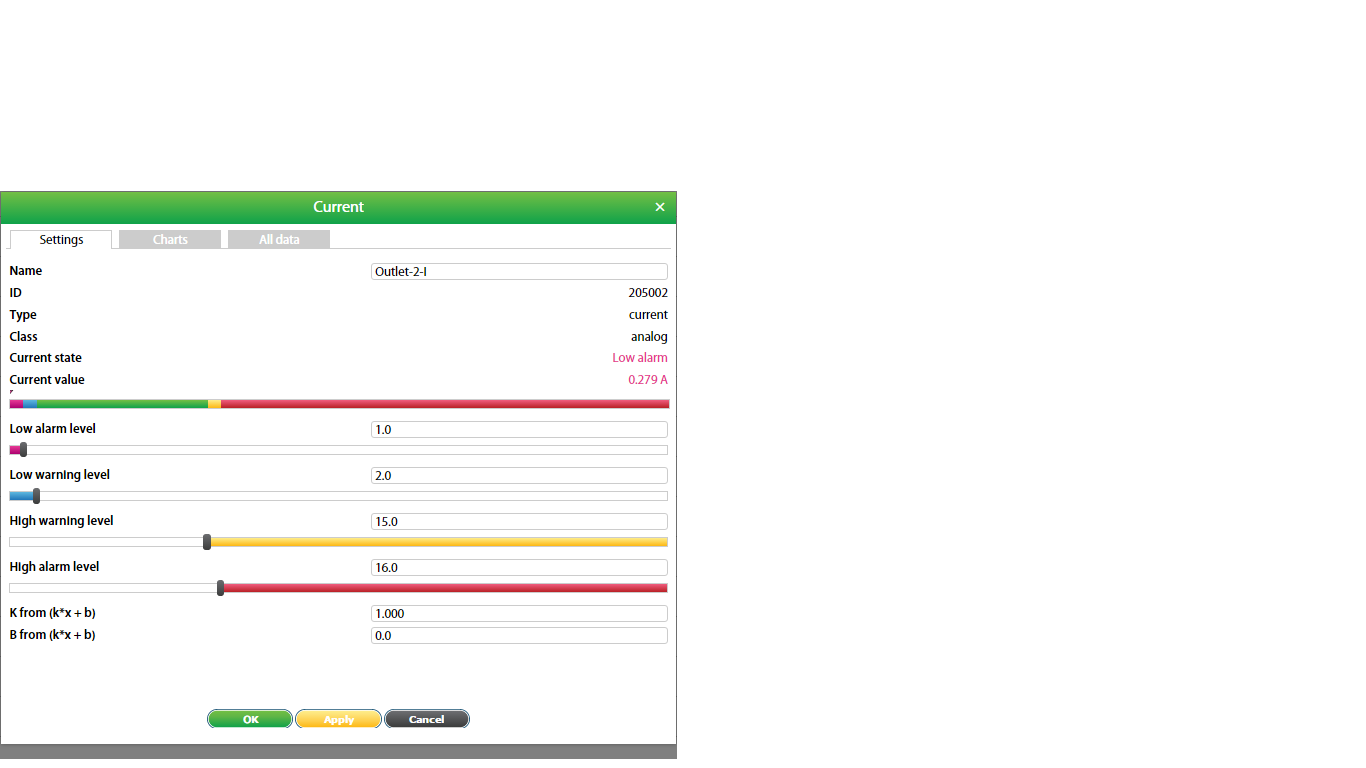 Current ×
Settings Charts All data
Name Outlet-2-I
ID 205002
Type current
Class analog
Current state Low alarm
Current value 0.279 A
Low alarm level 1.0
Low warning level 2.0
High warning level 15.0
High alarm level 16.0
K from (k*x + b) 1.000
B from (k*x + b) 0.0
OK Apply Cancel